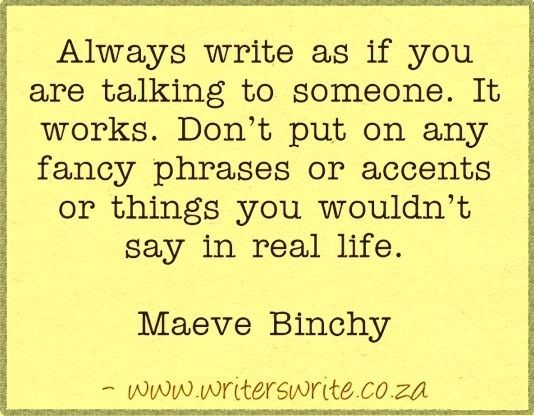 Always write as if you
are talking to someone. It
works. Don't put on any
fancy phrases or accents
or things you wouldn't
say in real life.
Maeve Binchy
- www.writerswrite.co.za